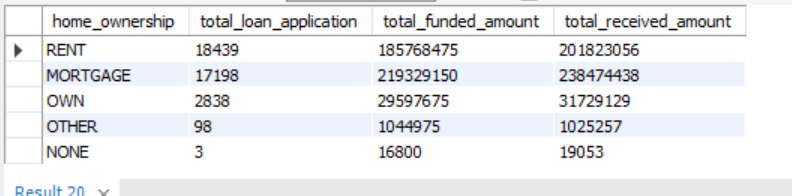 home_ownership total_loan_application total_funded_amount total_received_amount
RENT 18439 185768475 201823056
MORTGAGE 17198 219329150 238474438
OWN 2838 29597675 31729129
OTHER 98 1044975 1025257
NONE 3 16800 19053
Result 20 ×